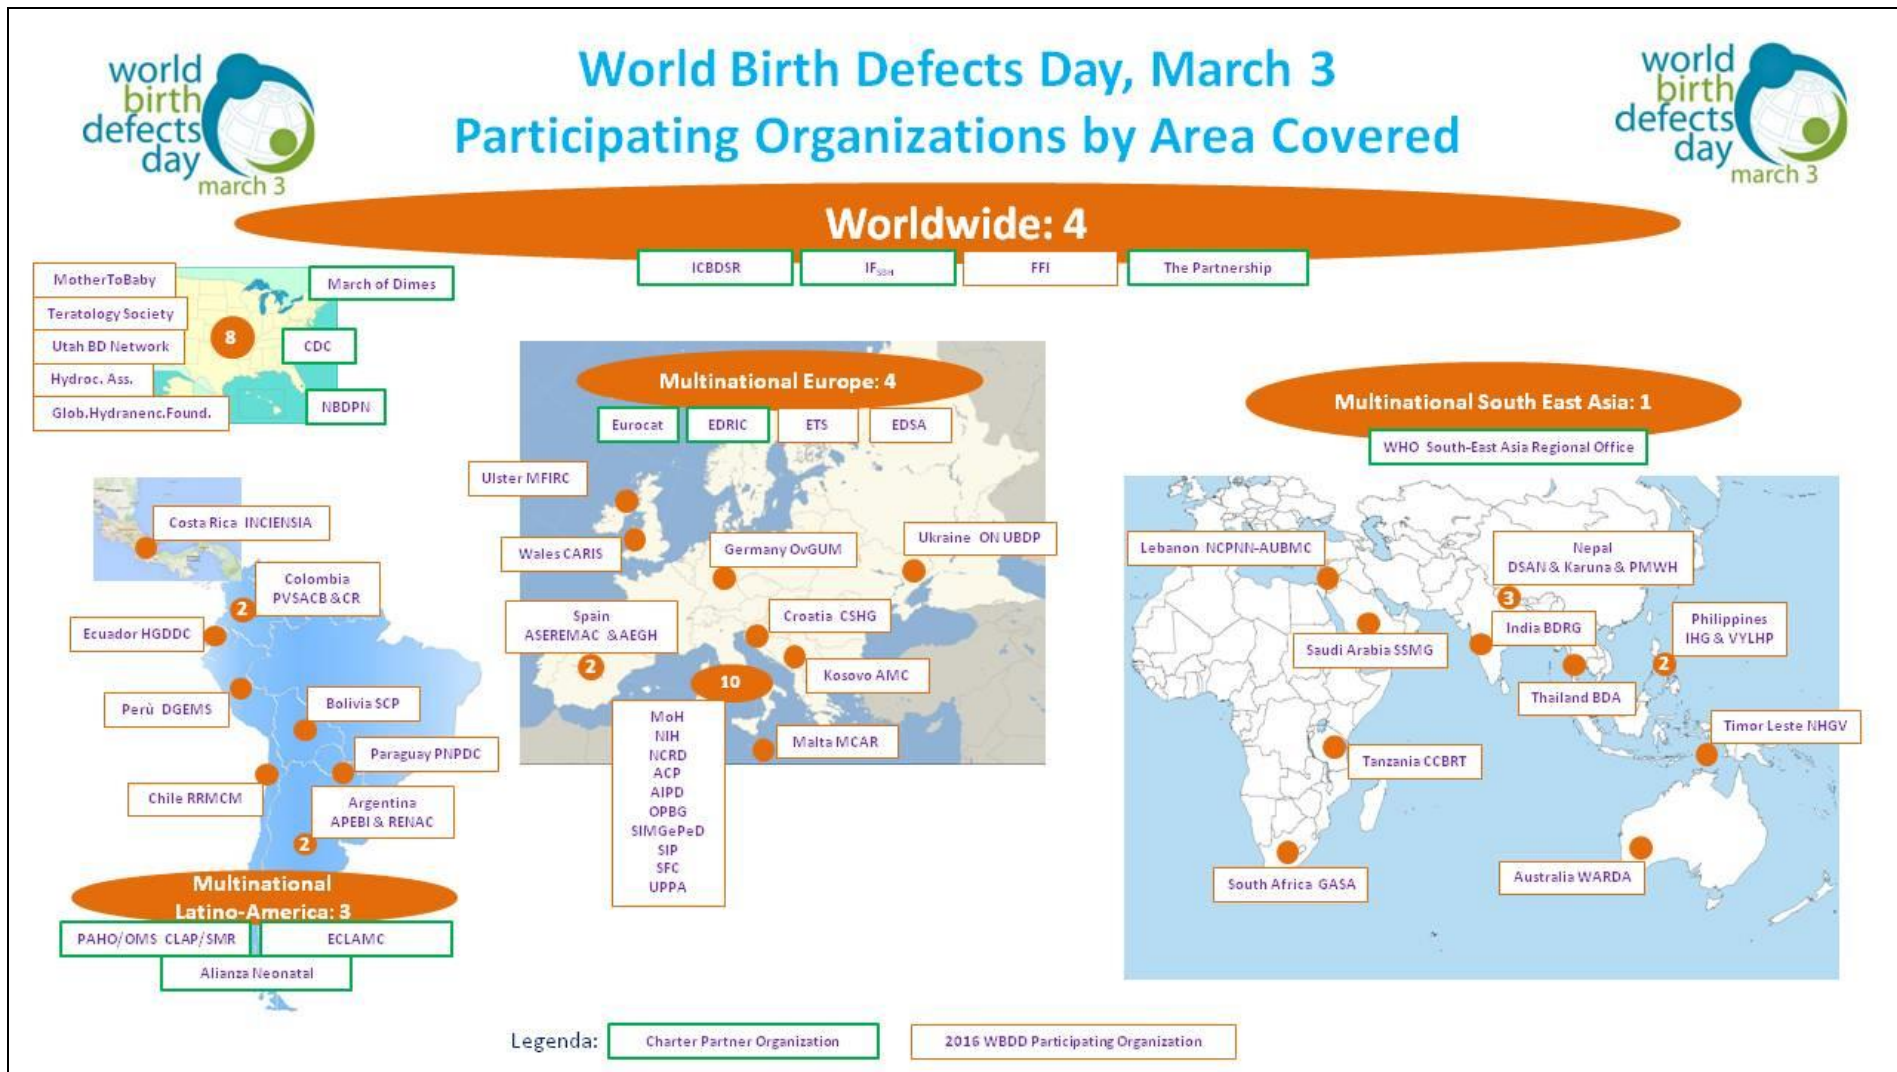 world
birth
defects
day
march 3
World Birth Defects Day, March 3
Participating Organizations by Area Covered
world
birth
defects
day
march 3
Worldwide: 4
ICBDSR
IFSBH
FFI
The Partnership
MotherToBaby
Teratology Society
Utah BD Network
Hydroc. Ass.
Glob.Hydranenc.Found.
8
March of Dimes
CDC
NBDPN
Costa Rica INCIENSIA
Colombia
PVSACB & CR
2
Ecuador HGDDC
Perù DGEMS
Bolivia SCP
Paraguay PNPDC
Chile RRMCM
Argentina
APEBI & RENAC
2
Multinational
Latino-America: 3
PAHO/OMS CLAP/SMR
ECLAMC
Alianza Neonatal
Multinational Europe: 4
Eurocat
EDRIC
ETS
EDSA
Ulster MFIRC
Wales CARIS
Germany OvGUM
Ukraine ON UBDP
Spain
ASEREMAC & AEGH
2
Croatia CSHG
Kosovo AMC
10
MoH
NIH
NCRD
ACP
AIPD
OPBG
SIMGePeD
SIP
SFC
UPPA
Malta MCAR
Multinational South East Asia: 1
WHO South-East Asia Regional Office
Lebanon NCPNN-AUBMC
Nepal
DSAN & Karuna & PMWH
3
India BDRG
Philippines
IHG & VYLHP
2
Saudi Arabia SSMG
Thailand BDA
Timor Leste NHGV
Tanzania CCBRT
South Africa GASA
Australia WARDA
Legenda:
Charter Partner Organization
2016 WBDD Participating Organization